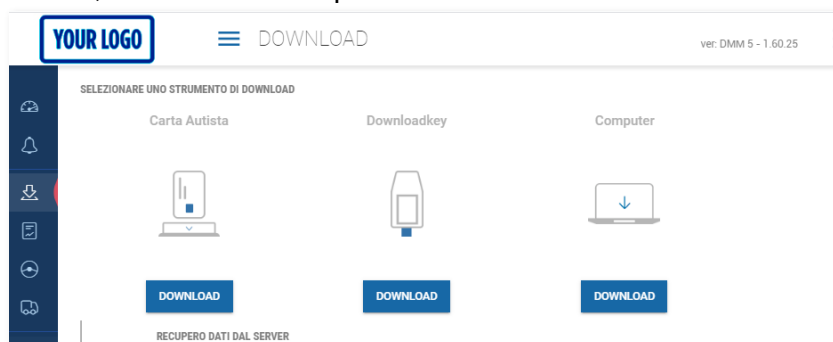 YOUR LOGO
DOWNLOAD
ver: DMM 5 - 1.60.25
SELEZIONARE UNO STRUMENTO DI DOWNLOAD
Carta Autista
Downloadkey
Computer
DOWNLOAD
DOWNLOAD
DOWNLOAD
RECUPERO DATI DAL SERVER